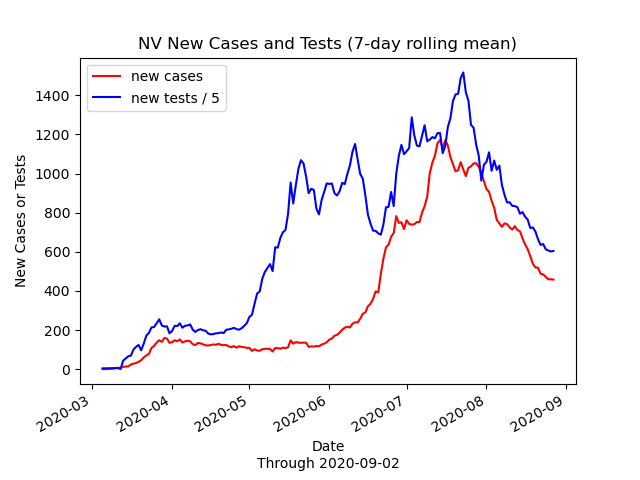 NV New Cases and Tests (7-day rolling mean)
new cases
new tests / 5
New Cases or Tests
1400
1200
1000
800
600
400
200
0
2020-03
2020-04
2020-05
2020-06
2020-07
2020-08
2020-09
Date
Through 2020-09-02